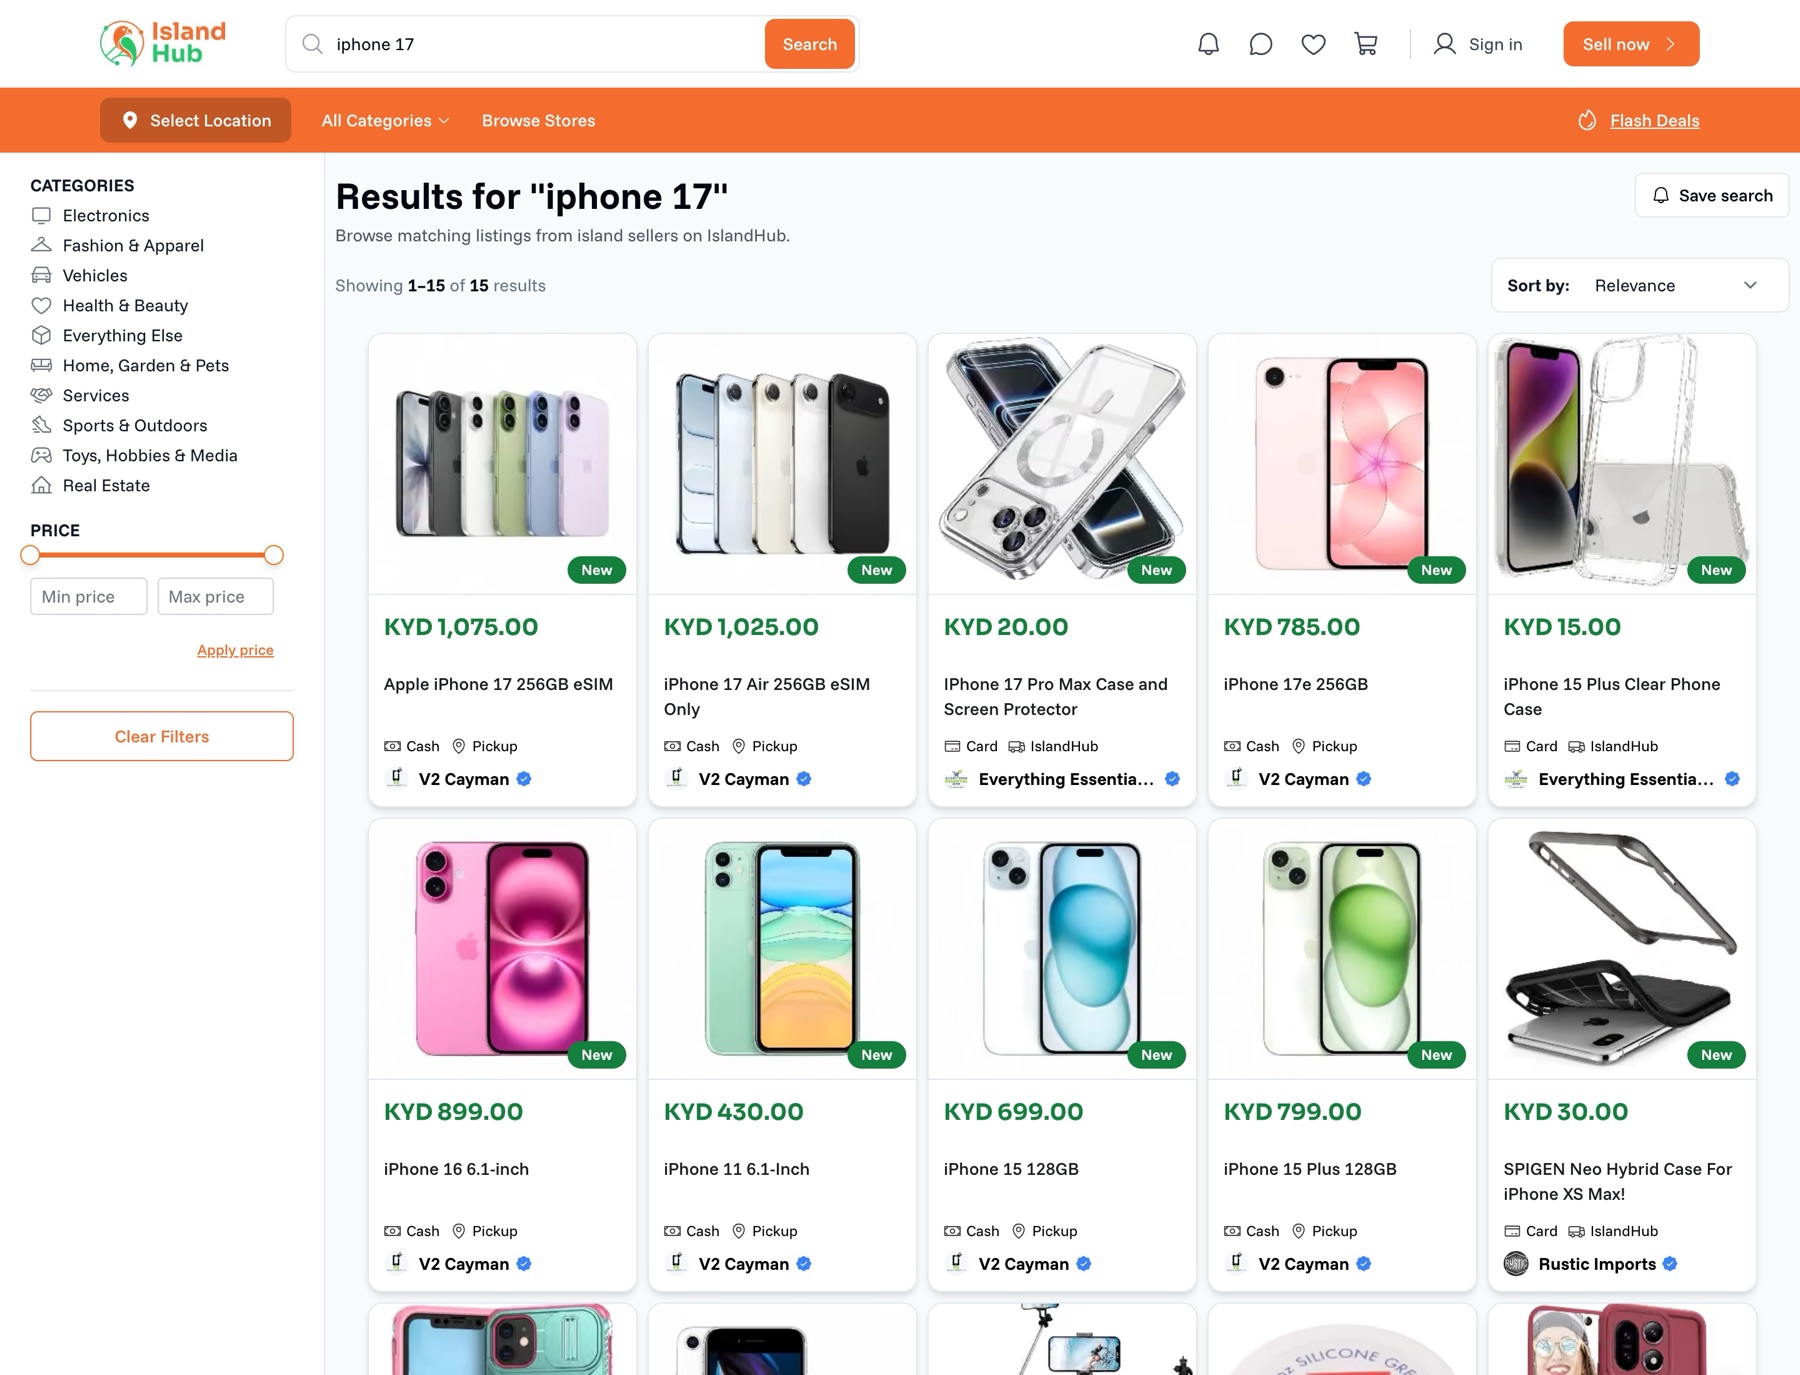 Island
Hub
iphone 17
Search
Sign in
Sell now
Select Location
All Categories
Browse Stores
Flash Deals
CATEGORIES
Electronics
Fashion & Apparel
Vehicles
Health & Beauty
Everything Else
Home, Garden & Pets
Services
Sports & Outdoors
Toys, Hobbies & Media
Real Estate
PRICE
Min price
Max price
Apply price
Clear Filters
Results for "iphone 17"
Save search
Browse matching listings from island sellers on IslandHub.
Showing 1–15 of 15 results
Sort by: Relevance
New
KYD 1,075.00
Apple iPhone 17 256GB eSIM
Cash Pickup
V2 Cayman
New
KYD 1,025.00
iPhone 17 Air 256GB eSIM
Only
Cash Pickup
V2 Cayman
New
KYD 20.00
IPhone 17 Pro Max Case and
Screen Protector
Card IslandHub
Everything Essentia...
New
KYD 785.00
iPhone 17e 256GB
Cash Pickup
V2 Cayman
New
KYD 15.00
iPhone 15 Plus Clear Phone
Case
Card IslandHub
Everything Essentia...
New
KYD 899.00
iPhone 16 6.1-inch
Cash Pickup
V2 Cayman
New
KYD 430.00
iPhone 11 6.1-Inch
Cash Pickup
V2 Cayman
New
KYD 699.00
iPhone 15 128GB
Cash Pickup
V2 Cayman
New
KYD 799.00
iPhone 15 Plus 128GB
Cash Pickup
V2 Cayman
New
KYD 30.00
SPIGEN Neo Hybrid Case For
iPhone XS Max!
Card IslandHub
Rustic Imports
SILICONE